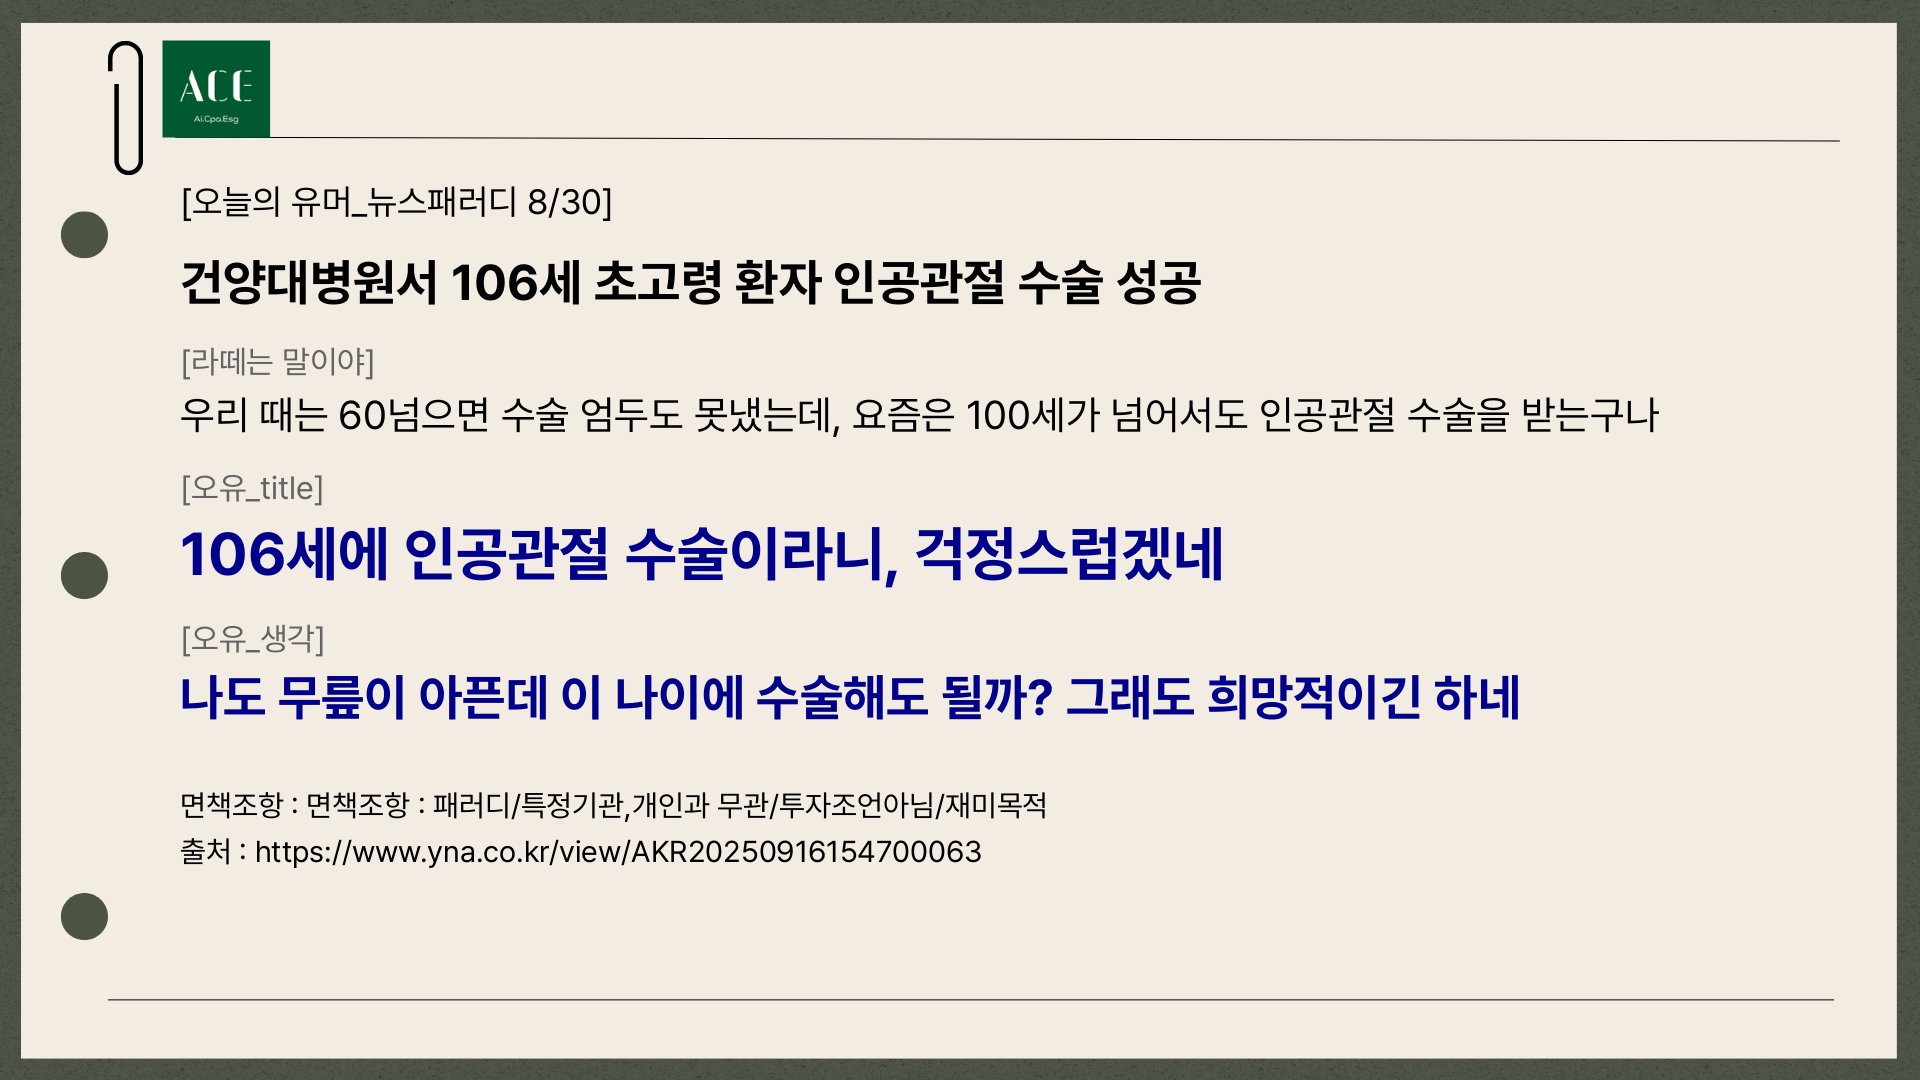 ACE
Ai.Cpa.Esg
[오늘의 유머_뉴스패러디 8/30]
건양대병원서 106세 초고령 환자 인공관절 수술 성공
[라떼는 말이야]
우리 때는 60넘으면 수술 엄두도 못냈는데, 요즘은 100세가 넘어서도 인공관절 수술을 받는구나
[오유_title]
106세에 인공관절 수술이라니, 걱정스럽겠네
[오유_생각]
나도 무릎이 아픈데 이 나이에 수술해도 될까? 그래도 희망적이긴 하네
면책조항 : 면책조항 : 패러디/특정기관,개인과 무관/투자조언아님/재미목적
출처 : https://www.yna.co.kr/view/AKR20250916154700063